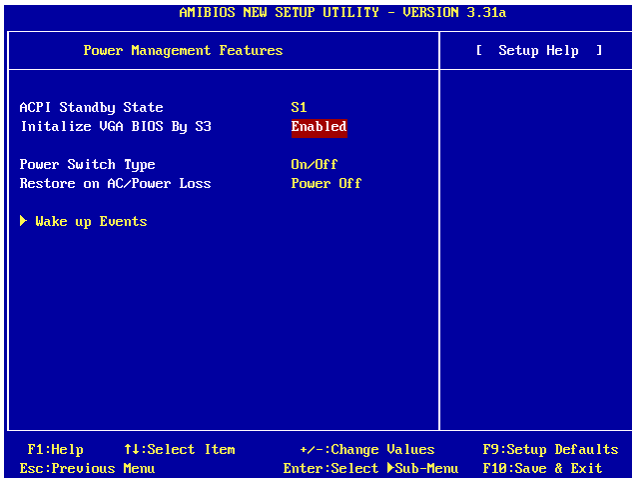 AMIBIOS NEW SETUP UTILITY - VERSION 3.31a
Power Management Features
[ Setup Help ]
ACPI Standby State S1
Initalize VGA BIOS By S3 Enabled
Power Switch Type On/Off
Restore on AC/Power Loss Power Off
Wake up Events
F1:Help ↑↓:Select Item +/-:Change Values F9:Setup Defaults
Esc:Previous Menu Enter:Select ▶Sub-Menu F10:Save & Exit